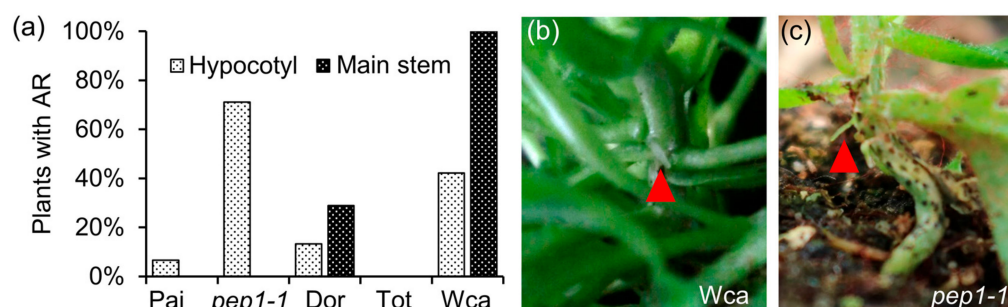 (a)
Plants with AR
100%
80%
60%
40%
20%
0%
Hypocotyl
Main stem
Pai pep1-1 Dor Tot Wca
(b)
Wca
(c)
pep1-1